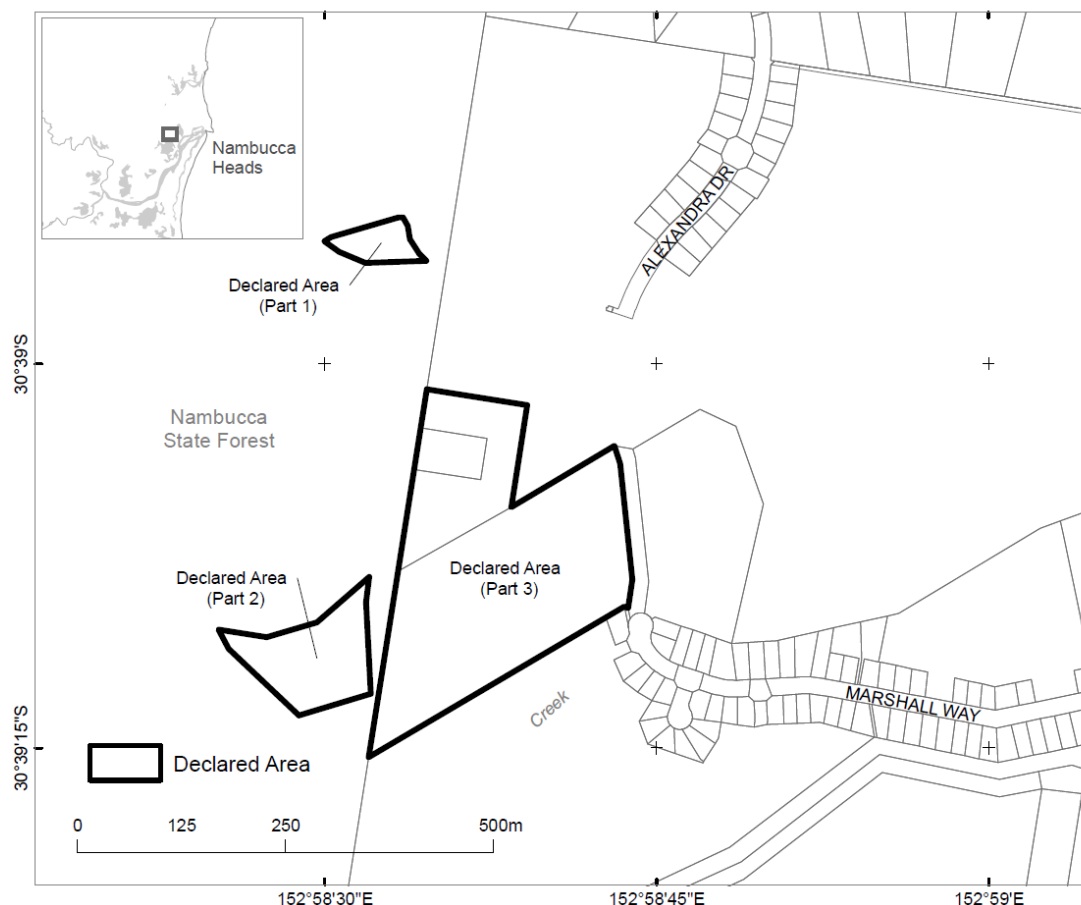 Nambucca
Heads
ALEXANDRA DR
Declared Area
(Part 1)
30°39'S
Nambucca
State Forest
Declared Area
(Part 2)
Declared Area
(Part 3)
Creek
MARSHALL WAY
30°39'15"S
Declared Area
0 125 250 500m
152°58'30"E 152°58'45"E 152°59'E